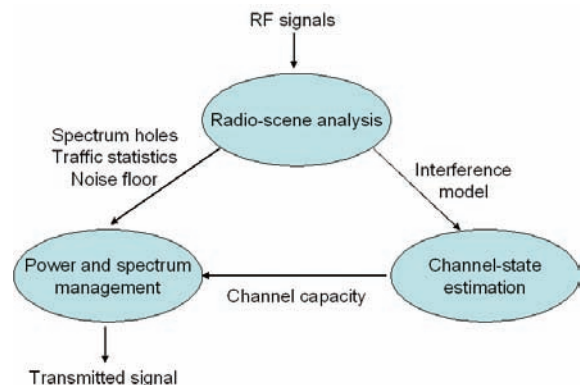 RF signals
Radio-scene analysis
Spectrum holes
Traffic statistics
Noise floor
Interference
model
Power and spectrum
management
Channel capacity
Channel-state
estimation
Transmitted signal